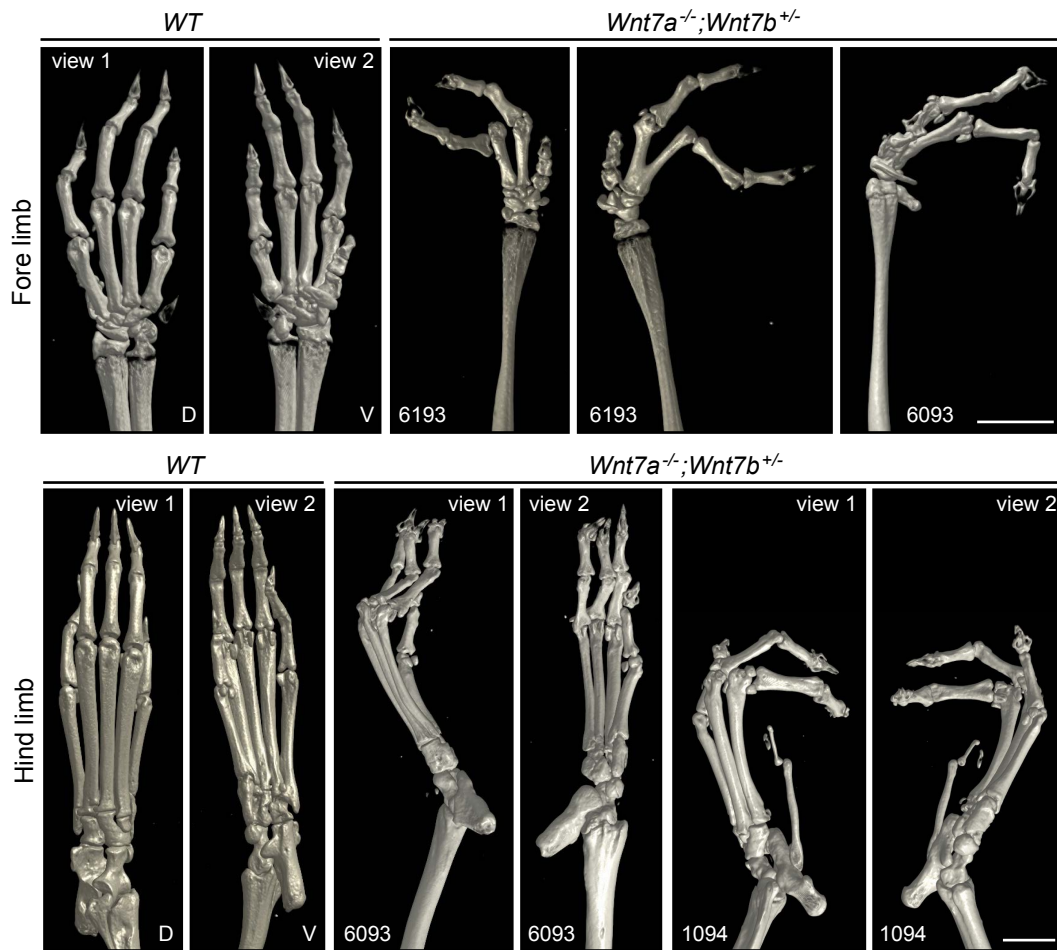 WT
Wnt7a-/-;Wnt7b+/-
Fore limb
view 1
D
view 2
V
6193
6193
6093
WT
Wnt7a-/-;Wnt7b+/-
Hind limb
view 1
D
view 2
V
view 1
6093
view 2
6093
view 1
1094
view 2
1094